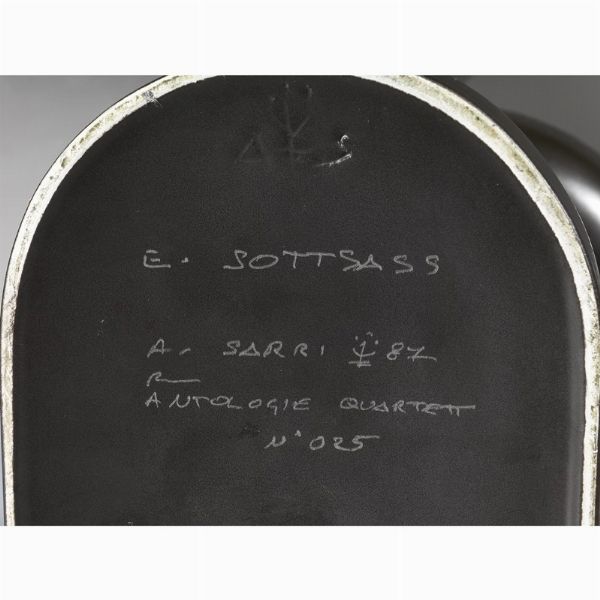 A S
E. SOTTSASS
A. SARRI 87
R
ANTOLOGIE QUARTETT
N° 025